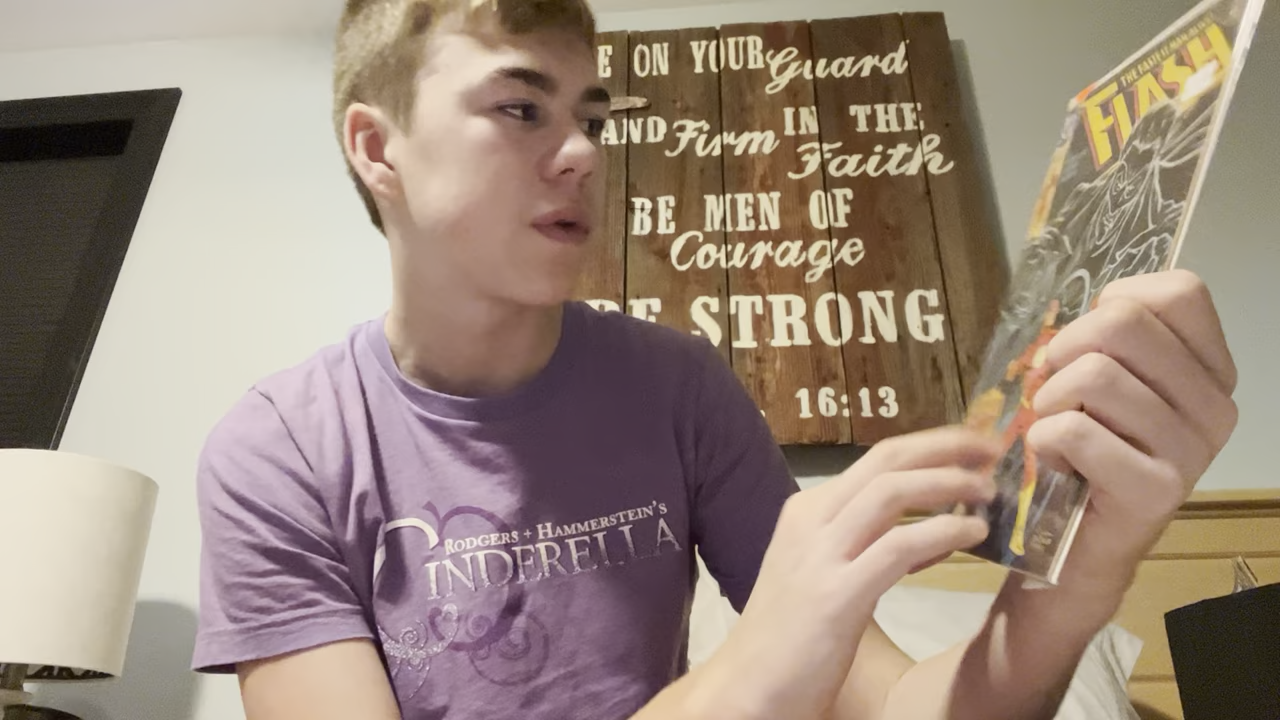 E ON YOUR Guard
AND Firm IN THE
Faith
BE MEN OF
Courage
BE STRONG
16:13
THE FASTEST MAN ALIVE
FLASH
RODGERS + HAMMERSTEIN'S
CINDERELLA